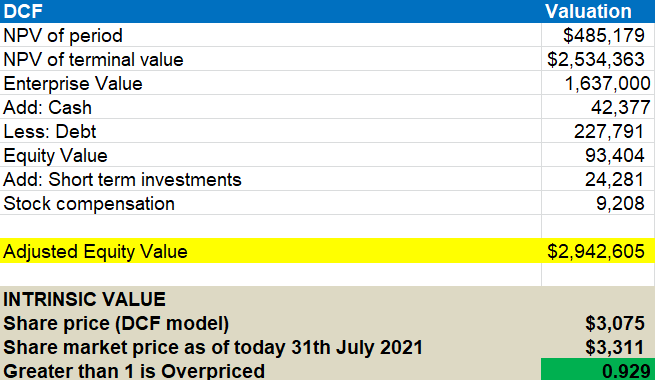 DCF Valuation
NPV of period $485,179
NPV of terminal value $2,534,363
Enterprise Value 1,637,000
Add: Cash 42,377
Less: Debt 227,791
Equity Value 93,404
Add: Short term investments 24,281
Stock compensation 9,208
Adjusted Equity Value $2,942,605
INTRINSIC VALUE
Share price (DCF model) $3,075
Share market price as of today 31th July 2021 $3,311
Greater than 1 is Overpriced 0.929